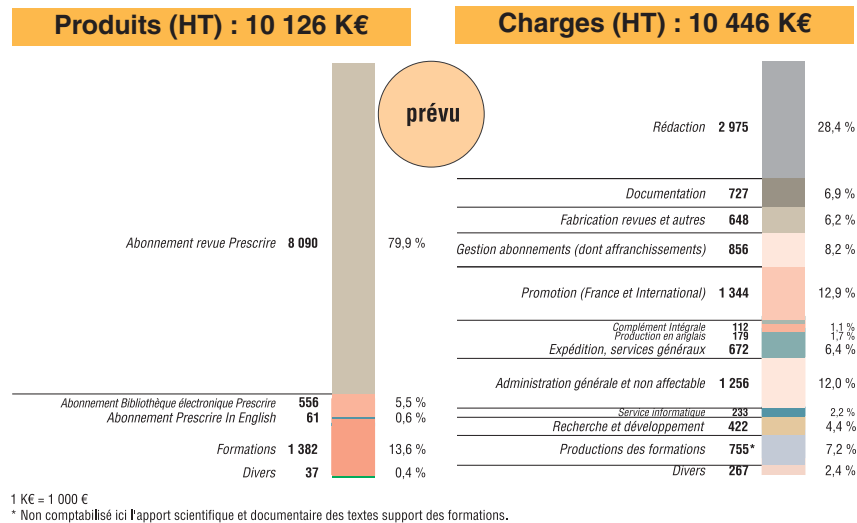 Produits (HT) : 10 126 K€
Charges (HT) : 10 446 K€
prévu
Abonnement revue Prescrire 8 090 79,9 %
Abonnement Bibliothèque électronique Prescrire 556 5,5 %
Abonnement Prescrire In English 61 0,6 %
Formations 1 382 13,6 %
Divers 37 0,4 %
Rédaction 2 975 28,4 %
Documentation 727 6,9 %
Fabrication revues et autres 648 6,2 %
Gestion abonnements (dont affranchissements) 856 8,2 %
Promotion (France et International) 1 344 12,9 %
Complément Intégrale 112 1,1 %
Production en anglais 179 1,7 %
Expédition, services généraux 672 6,4 %
Administration générale et non affectable 1 256 12,0 %
Service informatique 233 2,2 %
Recherche et développement 422 4,4 %
Productions des formations 755* 7,2 %
Divers 267 2,4 %
1 K€ = 1 000 €
* Non comptabilisé ici l'apport scientifique et documentaire des textes support des formations.